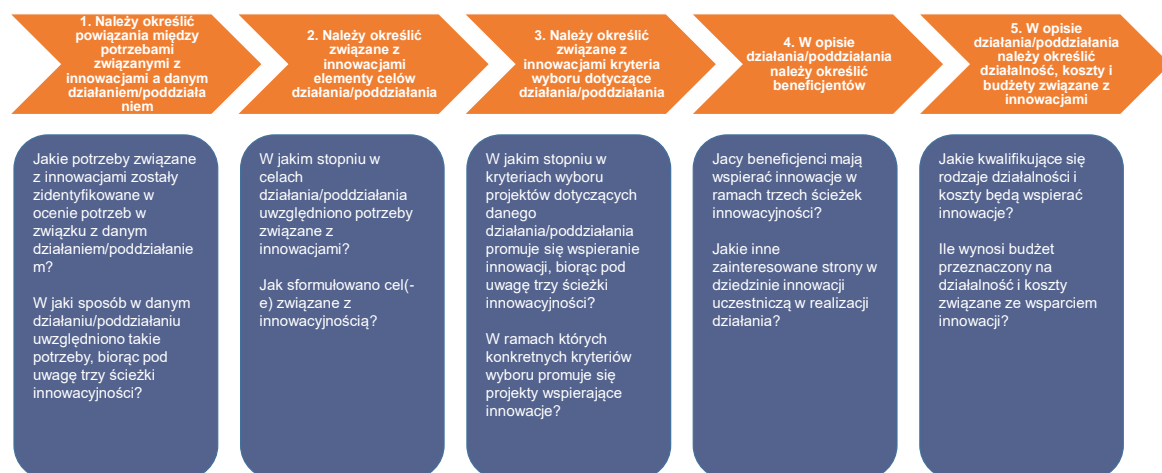 1. Należy określić
powiązania między
potrzebami
związanymi z
innowacjami a danym
działaniem/poddziała
niem
2. Należy określić
związane z
innowacjami
elementy celów
działania/poddziałania
3. Należy określić
związane z
innowacjami kryteria
wyboru dotyczące
działania/poddziałania
4. W opisie
działania/poddziałania
należy określić
beneficjentów
5. W opisie
działania/poddziałania
należy określić
działalność, koszty i
budżety związane z
innowacjami
Jakie potrzeby związane
z innowacjami zostały
zidentyfikowane w
ocenie potrzeb w
związku z danym
działaniem/poddziałanie
m?
W jaki sposób w danym
działaniu/poddziałaniu
uwzględniono takie
potrzeby, biorąc pod
uwagę trzy ścieżki
innowacyjności?
W jakim stopniu w
celach
działania/poddziałania
uwzględniono potrzeby
związane z
innowacjami?
Jak sformułowano cel(-
e) związane z
innowacyjnością?
W jakim stopniu w
kryteriach wyboru
projektów dotyczących
danego
działania/poddziałania
promuje się wspieranie
innowacji, biorąc pod
uwagę trzy ścieżki
innowacyjności?
W ramach których
konkretnych kryteriów
wyboru promuje się
projekty wspierające
innowacje?
Jacy beneficjenci mają
wspierać innowacje w
ramach trzech ścieżek
innowacyjności?
Jakie inne
zainteresowane strony w
dziedzinie innowacji
uczestniczą w realizacji
działania?
Jakie kwalifikujące się
rodzaje działalności i
koszty będą wspierać
innowacje?
Ile wynosi budżet
przeznaczony na
działalność i koszty
związane ze wsparciem
innowacji?